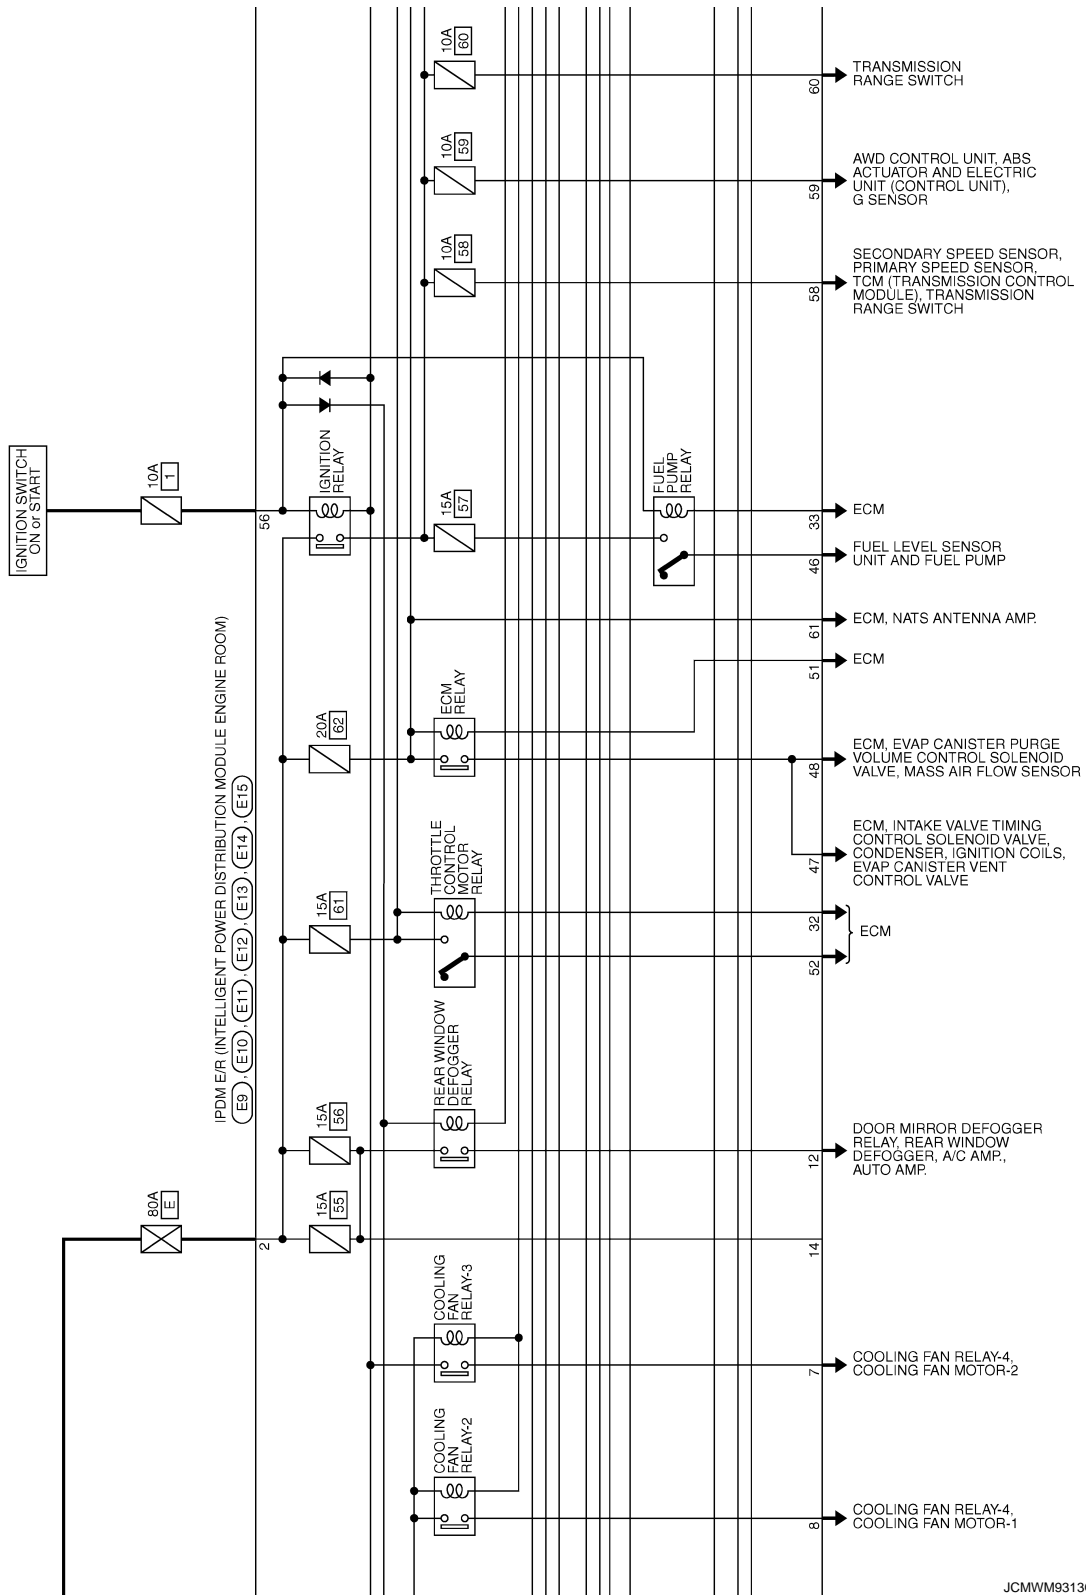 10A
60
60
TRANSMISSION
RANGE SWITCH
10A
59
59
AWD CONTROL UNIT, ABS
ACTUATOR AND ELECTRIC
UNIT (CONTROL UNIT),
G SENSOR
10A
58
58
SECONDARY SPEED SENSOR,
PRIMARY SPEED SENSOR,
TCM (TRANSMISSION CONTROL
MODULE), TRANSMISSION
RANGE SWITCH
IGNITION SWITCH
ON or START
10A
1
56
IGNITION
RELAY
15A
57
FUEL
PUMP
RELAY
33
ECM
46
FUEL LEVEL SENSOR
UNIT AND FUEL PUMP
61
ECM, NATS ANTENNA AMP.
51
ECM
IPDM E/R (INTELLIGENT POWER DISTRIBUTION MODULE ENGINE ROOM)
E9 , E10 , E11 , E12 , E13 , E14 , E15
20A
62
ECM
RELAY
48
ECM, EVAP CANISTER PURGE
VOLUME CONTROL SOLENOID
VALVE, MASS AIR FLOW SENSOR
47
ECM, INTAKE VALVE TIMING
CONTROL SOLENOID VALVE,
CONDENSER, IGNITION COILS,
EVAP CANISTER VENT
CONTROL VALVE
15A
61
THROTTLE
CONTROL
MOTOR
RELAY
32
52
ECM
15A
56
REAR WINDOW
DEFOGGER
RELAY
12
DOOR MIRROR DEFOGGER
RELAY, REAR WINDOW
DEFOGGER, A/C AMP.,
AUTO AMP.
80A
E
2
15A
55
14
COOLING
FAN
RELAY-3
7
COOLING FAN RELAY-4,
COOLING FAN MOTOR-2
COOLING
FAN
RELAY-2
8
COOLING FAN RELAY-4,
COOLING FAN MOTOR-1